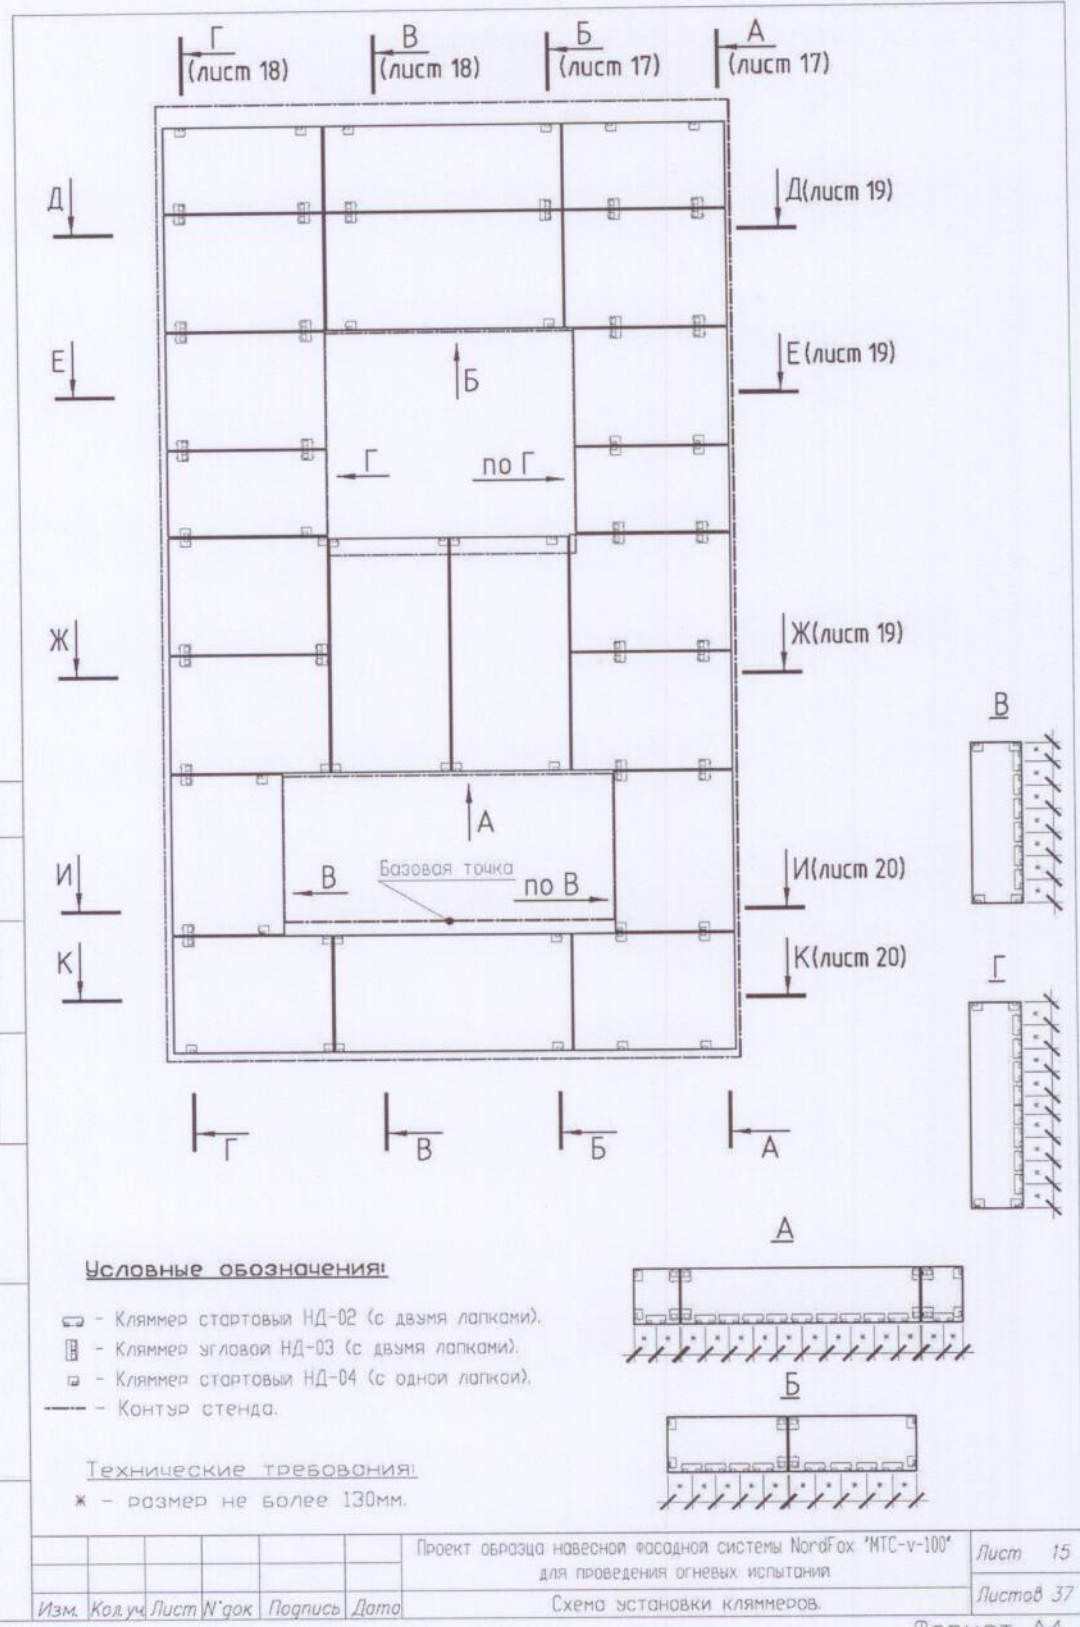 Г
В
Б
А
(лист 18)
(лист 18)
(лист 17)
(лист 17)
Д
Д(лист 19)
Е
Е(лист 19)
Б
Г
по Г
Ж
Ж(лист 19)
В
А
Базовая точка
И
В
по В
И(лист 20)
К
К(лист 20)
Г
Г
В
Б
А
А
Условные обозначения:
- Кляммер стартовый НД-02 (с двумя лапками).
- Кляммер угловой НД-03 (с двумя лапками).
- Кляммер стартовый НД-04 (с одной лапкой).
- Контур стенда.
Б
Технические требования:
* - размер не более 130мм.
Проект образца навесной фасадной системы NordFox "МТС-v-100"
для проведения огневых испытаний
Лист 15
Листов 37
Изм. Кол.уч Лист N°док Подпись Дата
Схема установки кляммеров.